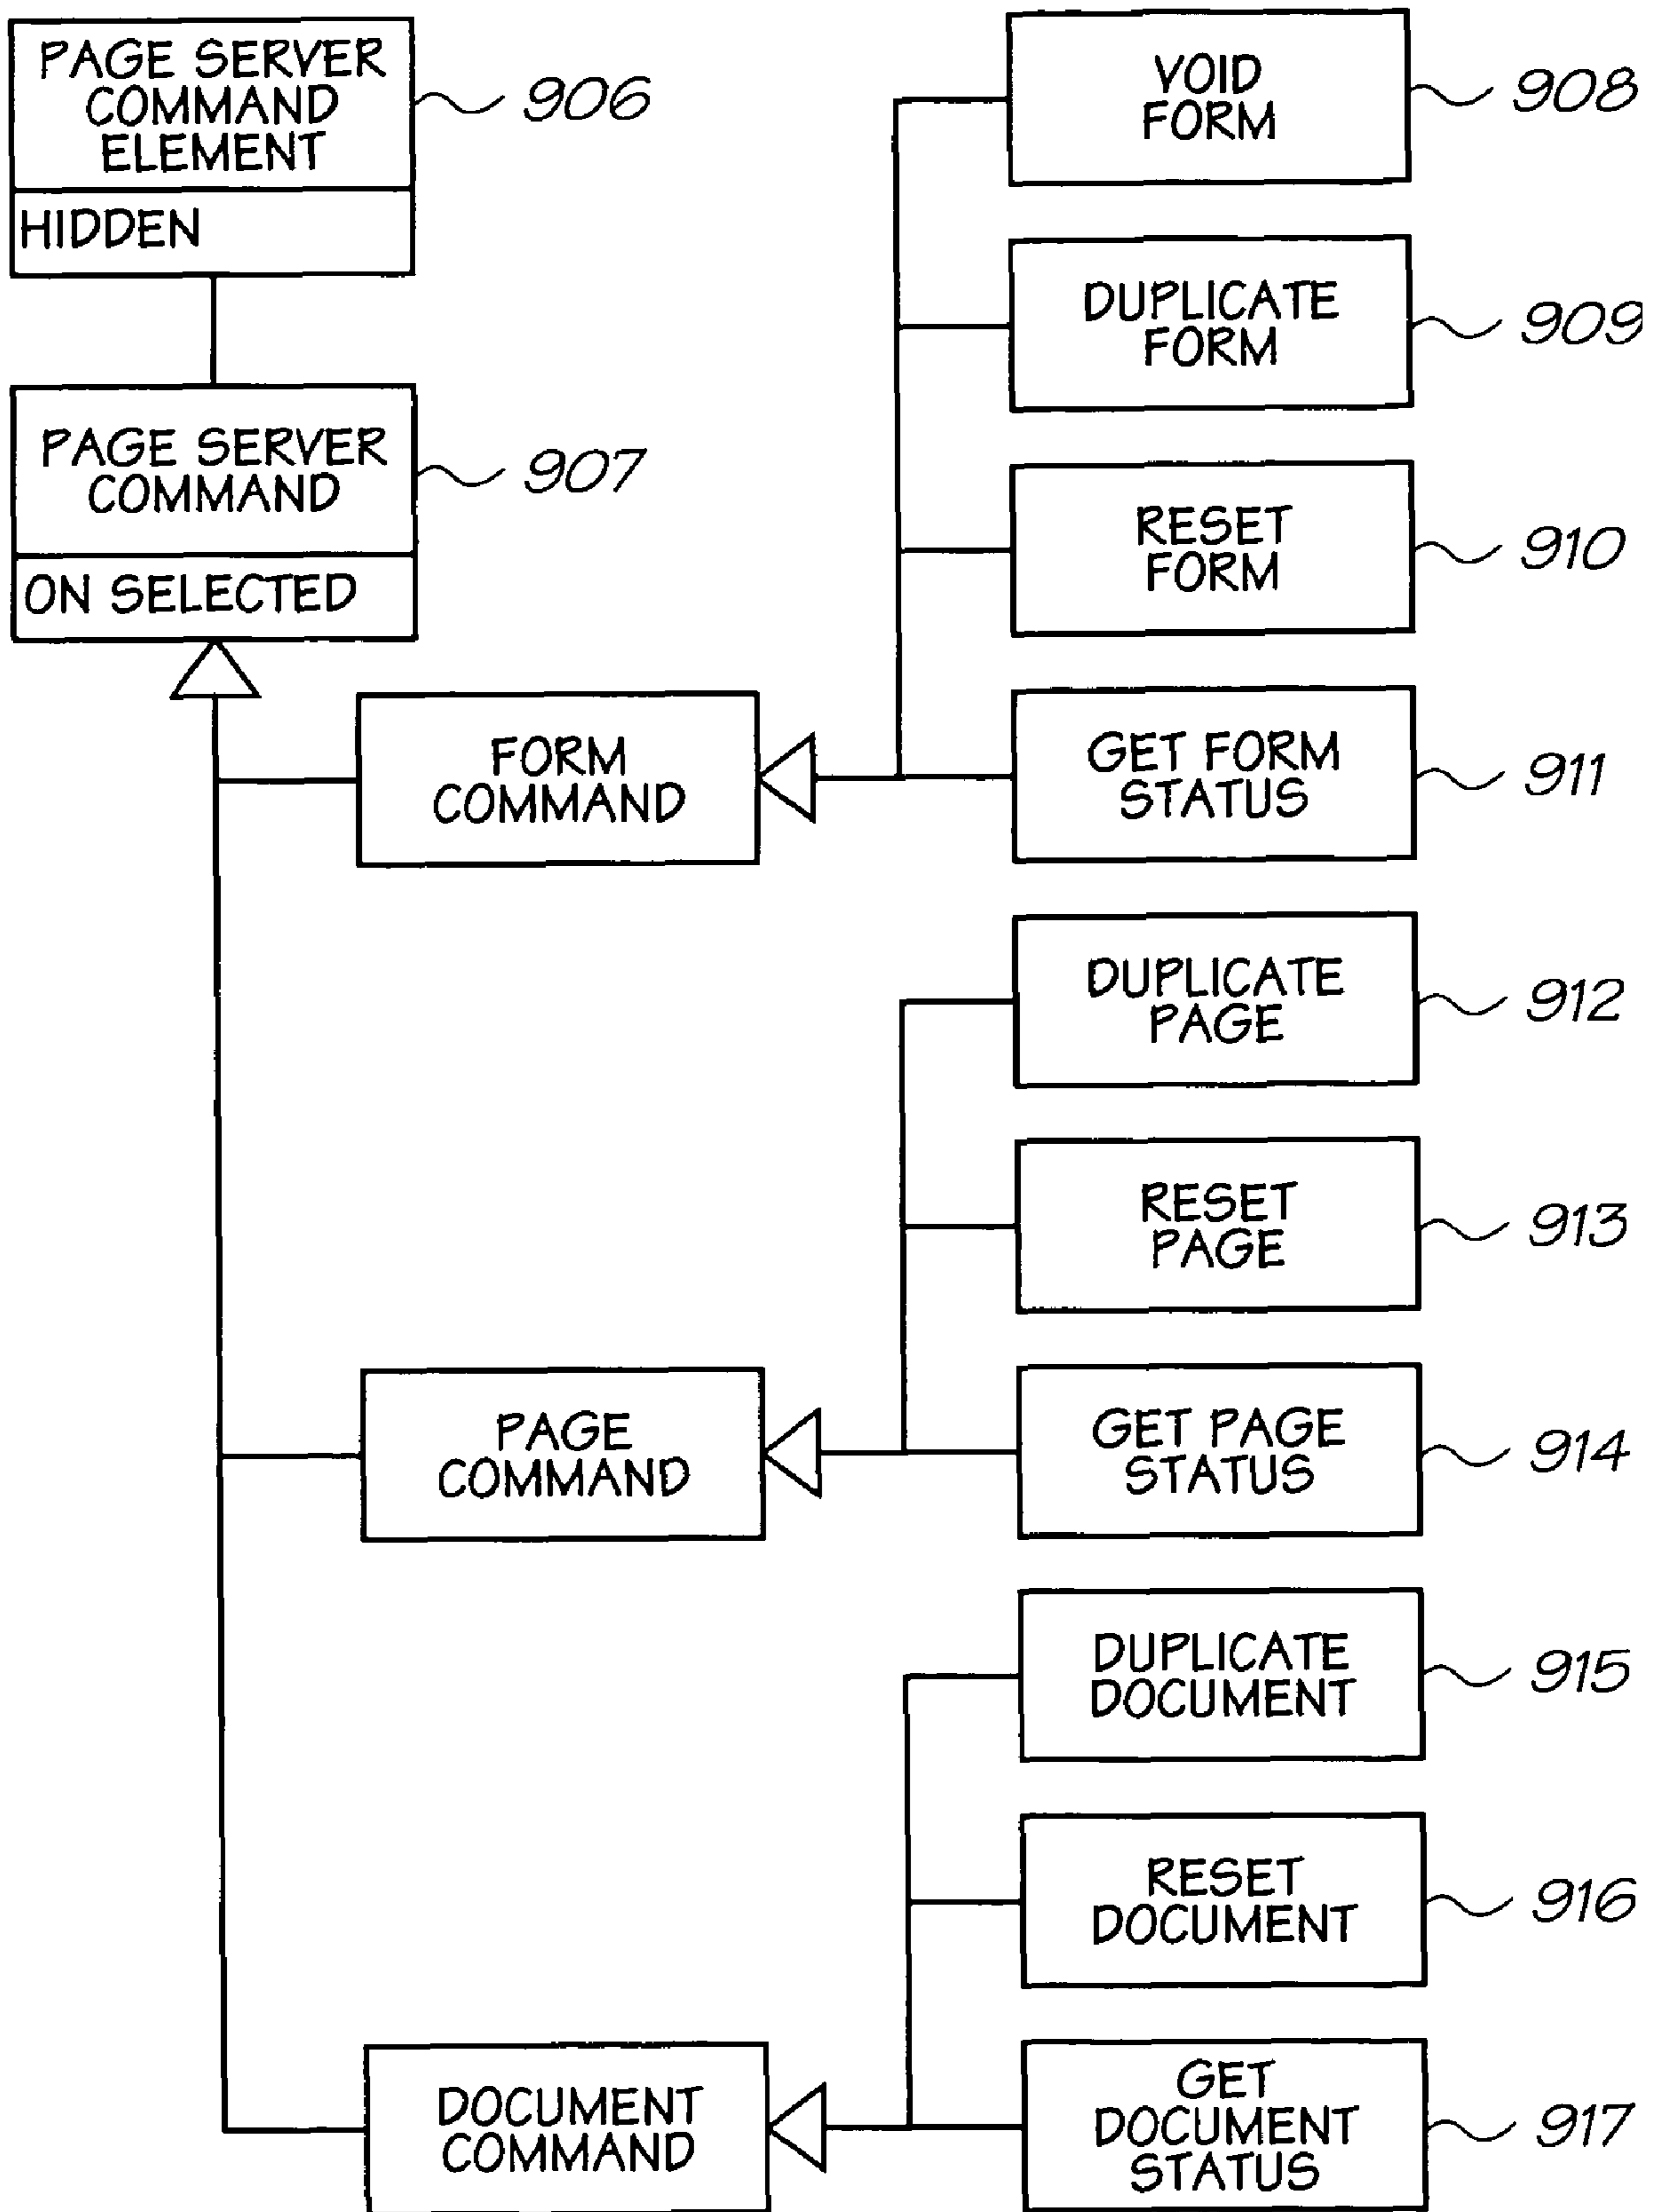 PAGE SERVER
COMMAND
ELEMENT
906
HIDDEN
PAGE SERVER
COMMAND
907
ON SELECTED
FORM
COMMAND
VOID
FORM
908
DUPLICATE
FORM
909
RESET
FORM
910
GET FORM
STATUS
911
PAGE
COMMAND
DUPLICATE
PAGE
912
RESET
PAGE
913
GET PAGE
STATUS
914
DOCUMENT
COMMAND
DUPLICATE
DOCUMENT
915
RESET
DOCUMENT
916
GET
DOCUMENT
STATUS
917